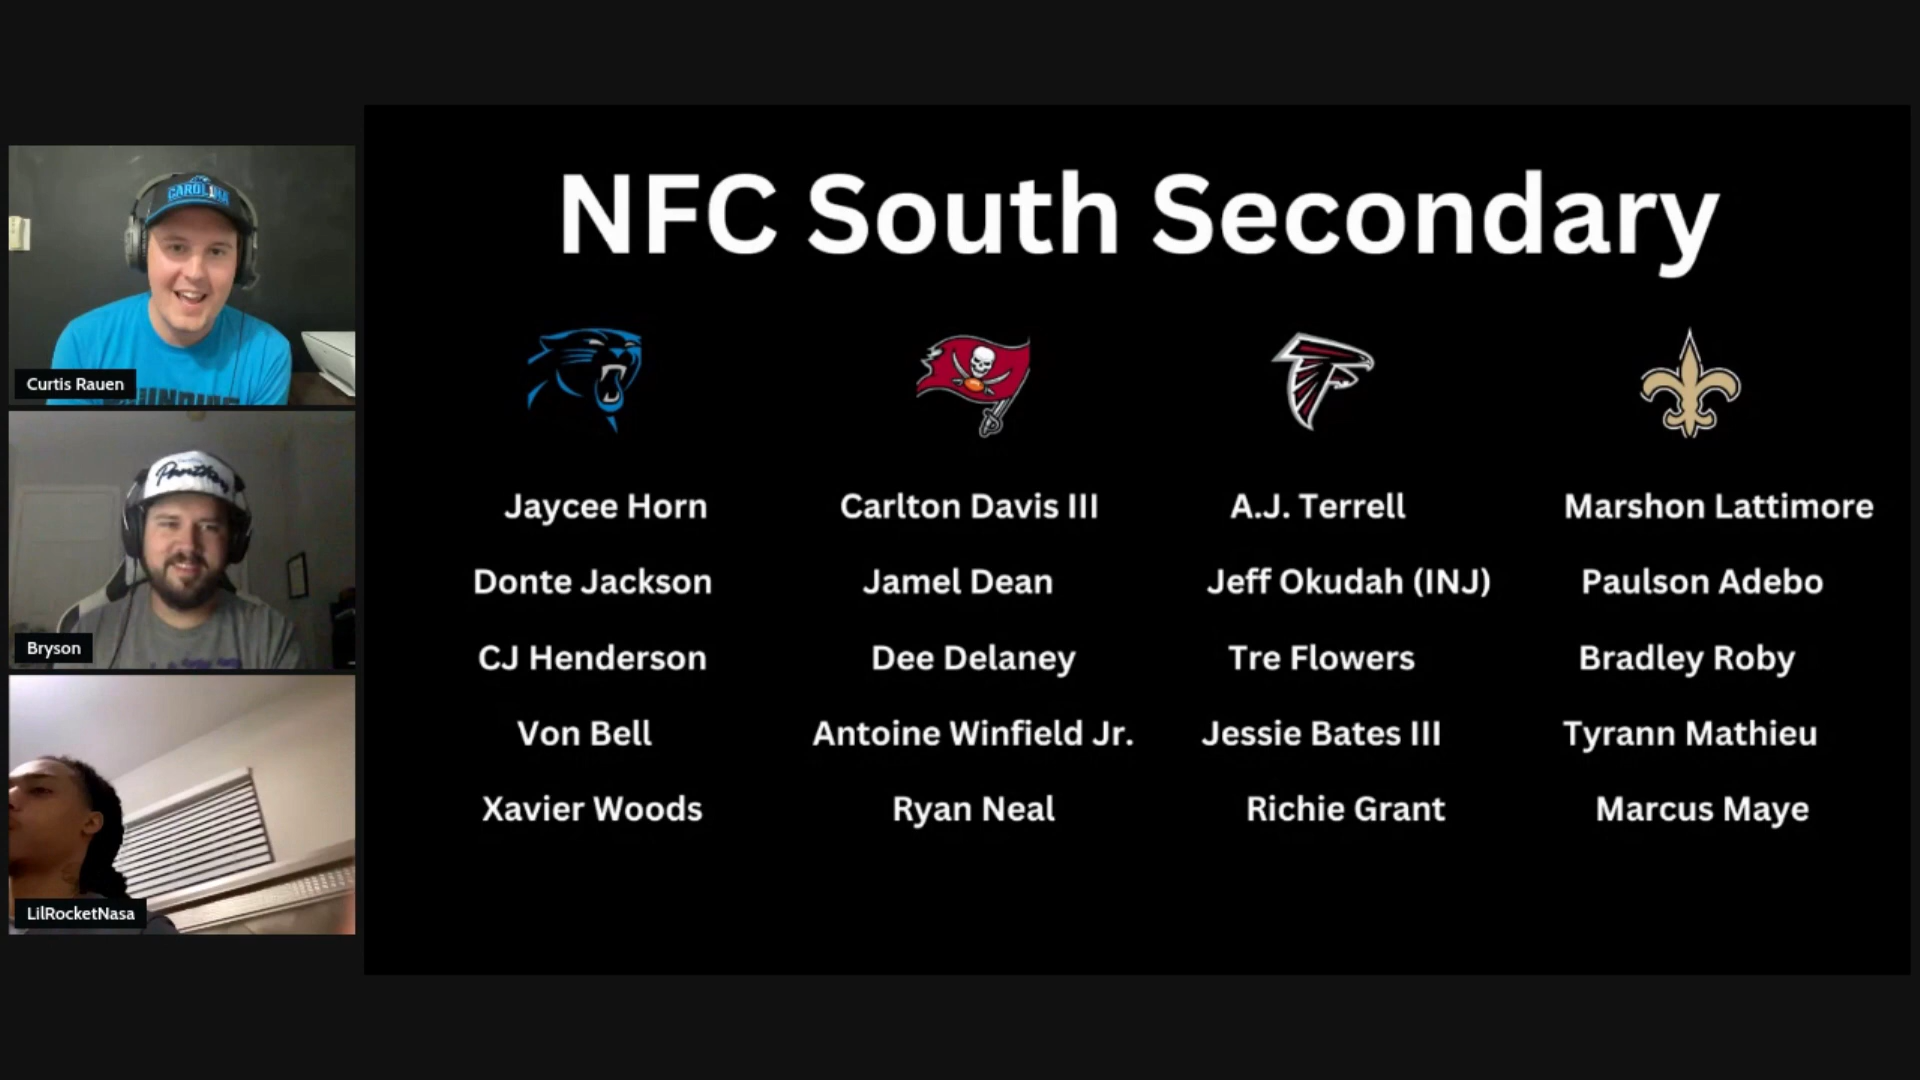 NFC South Secondary
CAROLINA
Curtis Rauen
Panthers
Bryson
LilRocketNasa
Jaycee Horn
Carlton Davis III
A.J. Terrell
Marshon Lattimore
Donte Jackson
Jamel Dean
Jeff Okudah (INJ)
Paulson Adebo
CJ Henderson
Dee Delaney
Tre Flowers
Bradley Roby
Von Bell
Antoine Winfield Jr.
Jessie Bates III
Tyrann Mathieu
Xavier Woods
Ryan Neal
Richie Grant
Marcus Maye